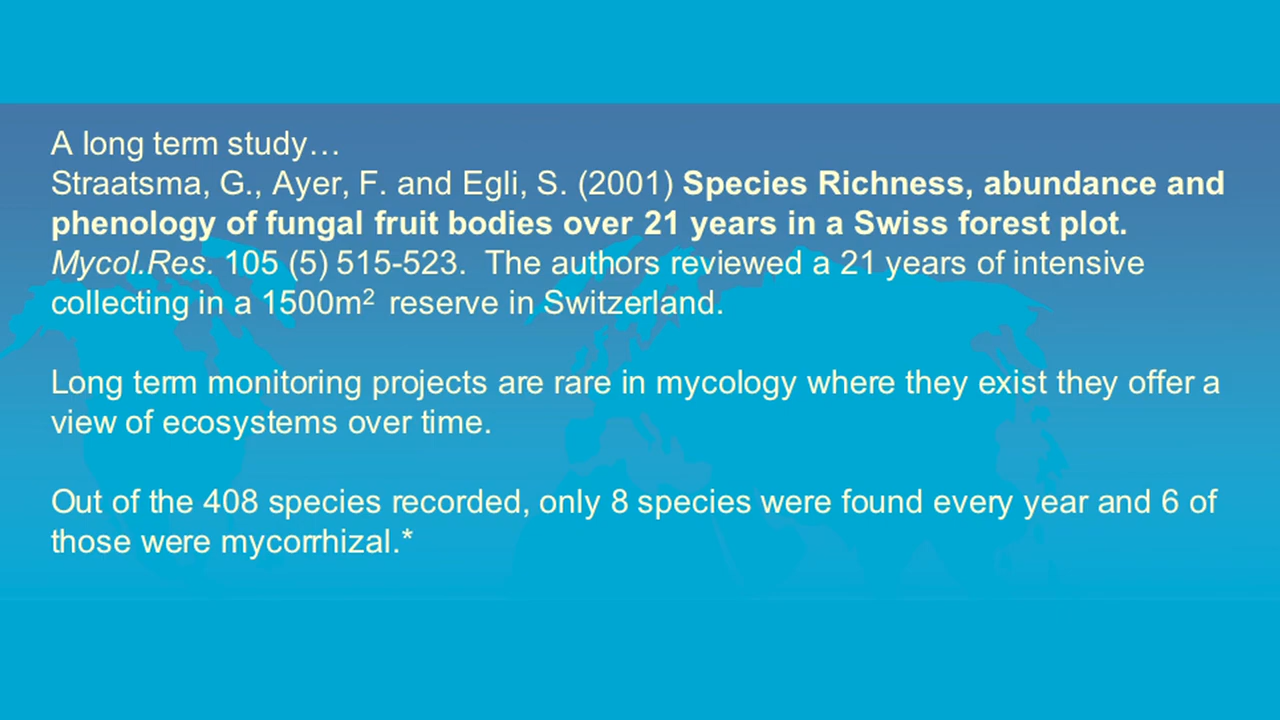 A long term study…
Straatsma, G., Ayer, F. and Egli, S. (2001) Species Richness, abundance and
phenology of fungal fruit bodies over 21 years in a Swiss forest plot.
Mycol.Res. 105 (5) 515-523.  The authors reviewed a 21 years of intensive
collecting in a 1500m² reserve in Switzerland.
Long term monitoring projects are rare in mycology where they exist they offer a
view of ecosystems over time.
Out of the 408 species recorded, only 8 species were found every year and 6 of
those were mycorrhizal.*